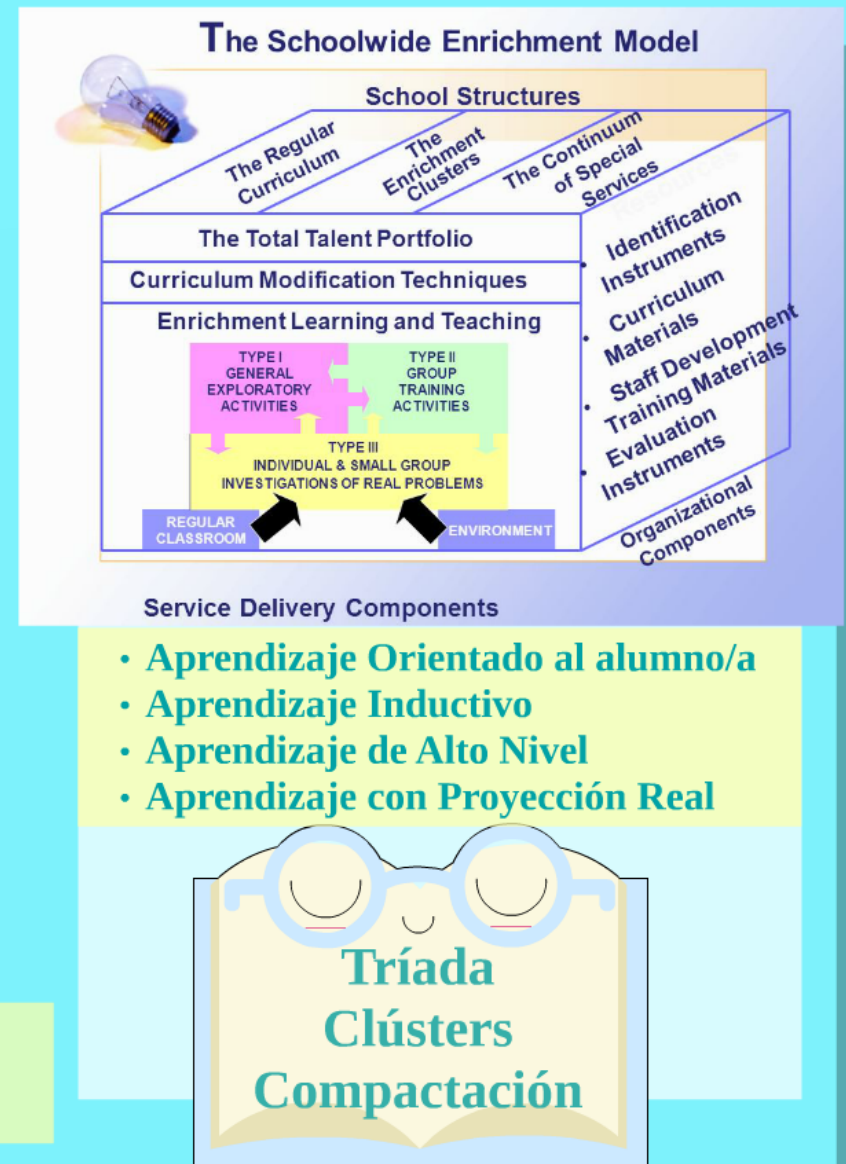 The Schoolwide Enrichment Model
School Structures
The Regular
Curriculum
The
Enrichment
Clusters
The Continuum
of Special
Services
Resources
The Total Talent Portfolio
Curriculum Modification Techniques
Enrichment Learning and Teaching
TYPE I
GENERAL
EXPLORATORY
ACTIVITIES
TYPE II
GROUP
TRAINING
ACTIVITIES
TYPE III
INDIVIDUAL & SMALL GROUP
INVESTIGATIONS OF REAL PROBLEMS
REGULAR
CLASSROOM
ENVIRONMENT
• Identification
Instruments
• Curriculum
Materials
• Staff Development
Training Materials
• Evaluation
Instruments
Organizational
Components
Service Delivery Components
• Aprendizaje Orientado al alumno/a
• Aprendizaje Inductivo
• Aprendizaje de Alto Nivel
• Aprendizaje con Proyección Real
Tríada
Clústers
Compactación